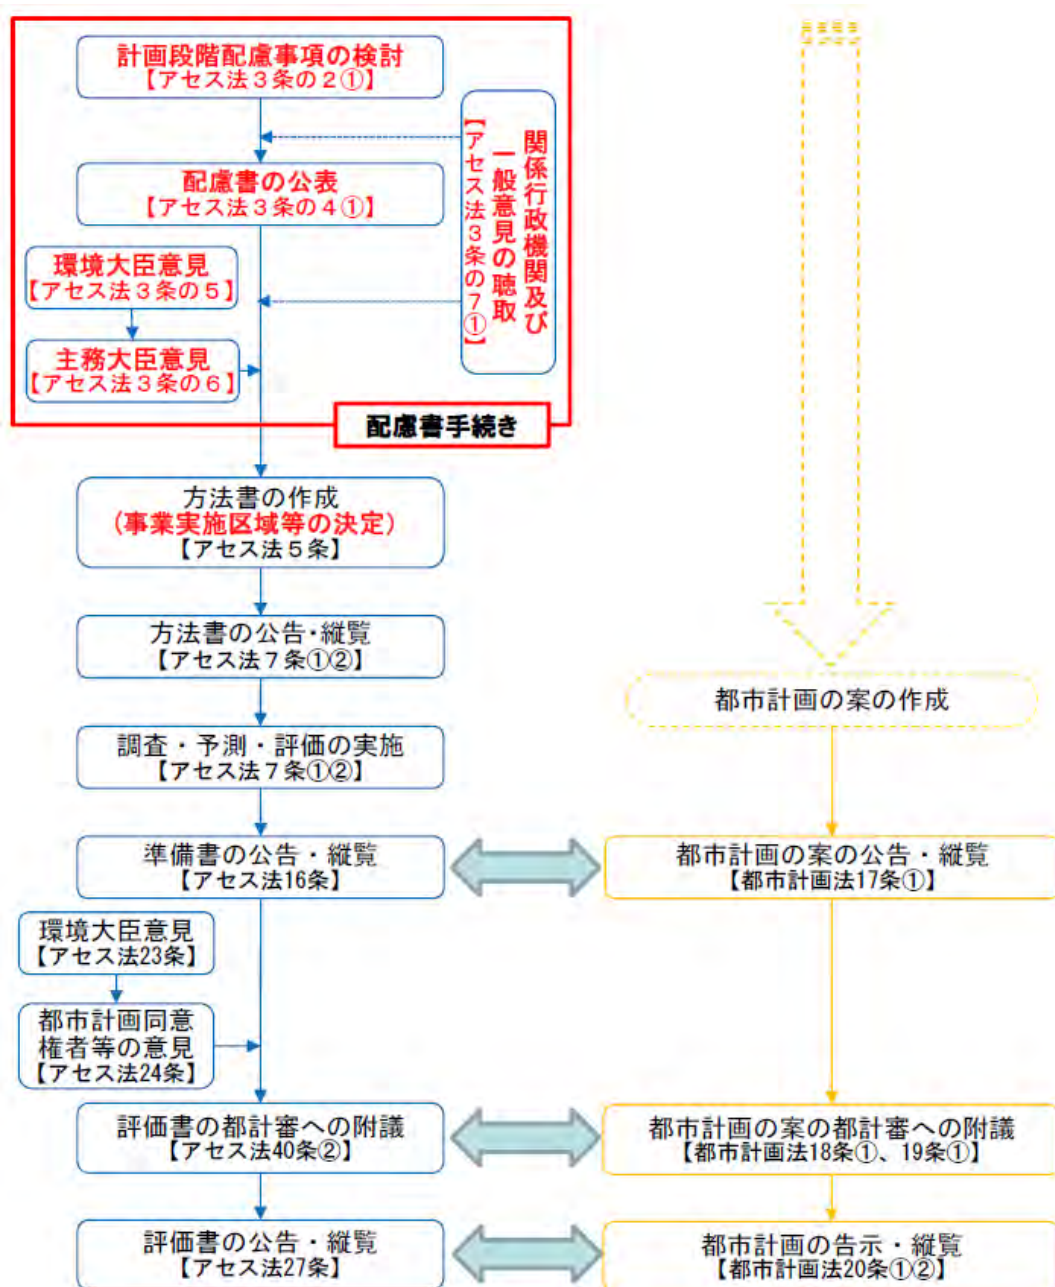 計画段階配慮事項の検討
【アセス法３条の２①】
関係行政機関及び
一般意見の聴取
【アセス法３条の７①】
配慮書の公表
【アセス法３条の４①】
環境大臣意見
【アセス法３条の５】
主務大臣意見
【アセス法３条の６】
配慮書手続き
方法書の作成
(事業実施区域等の決定)
【アセス法５条】
方法書の公告・縦覧
【アセス法７条①②】
都市計画の案の作成
調査・予測・評価の実施
【アセス法７条①②】
準備書の公告・縦覧
【アセス法16条】
都市計画の案の公告・縦覧
【都市計画法17条①】
環境大臣意見
【アセス法23条】
都市計画同意
権者等の意見
【アセス法24条】
評価書の都計審への附議
【アセス法40条②】
都市計画の案の都計審への附議
【都市計画法18条①、19条①】
評価書の公告・縦覧
【アセス法27条】
都市計画の告示・縦覧
【都市計画法20条①②】